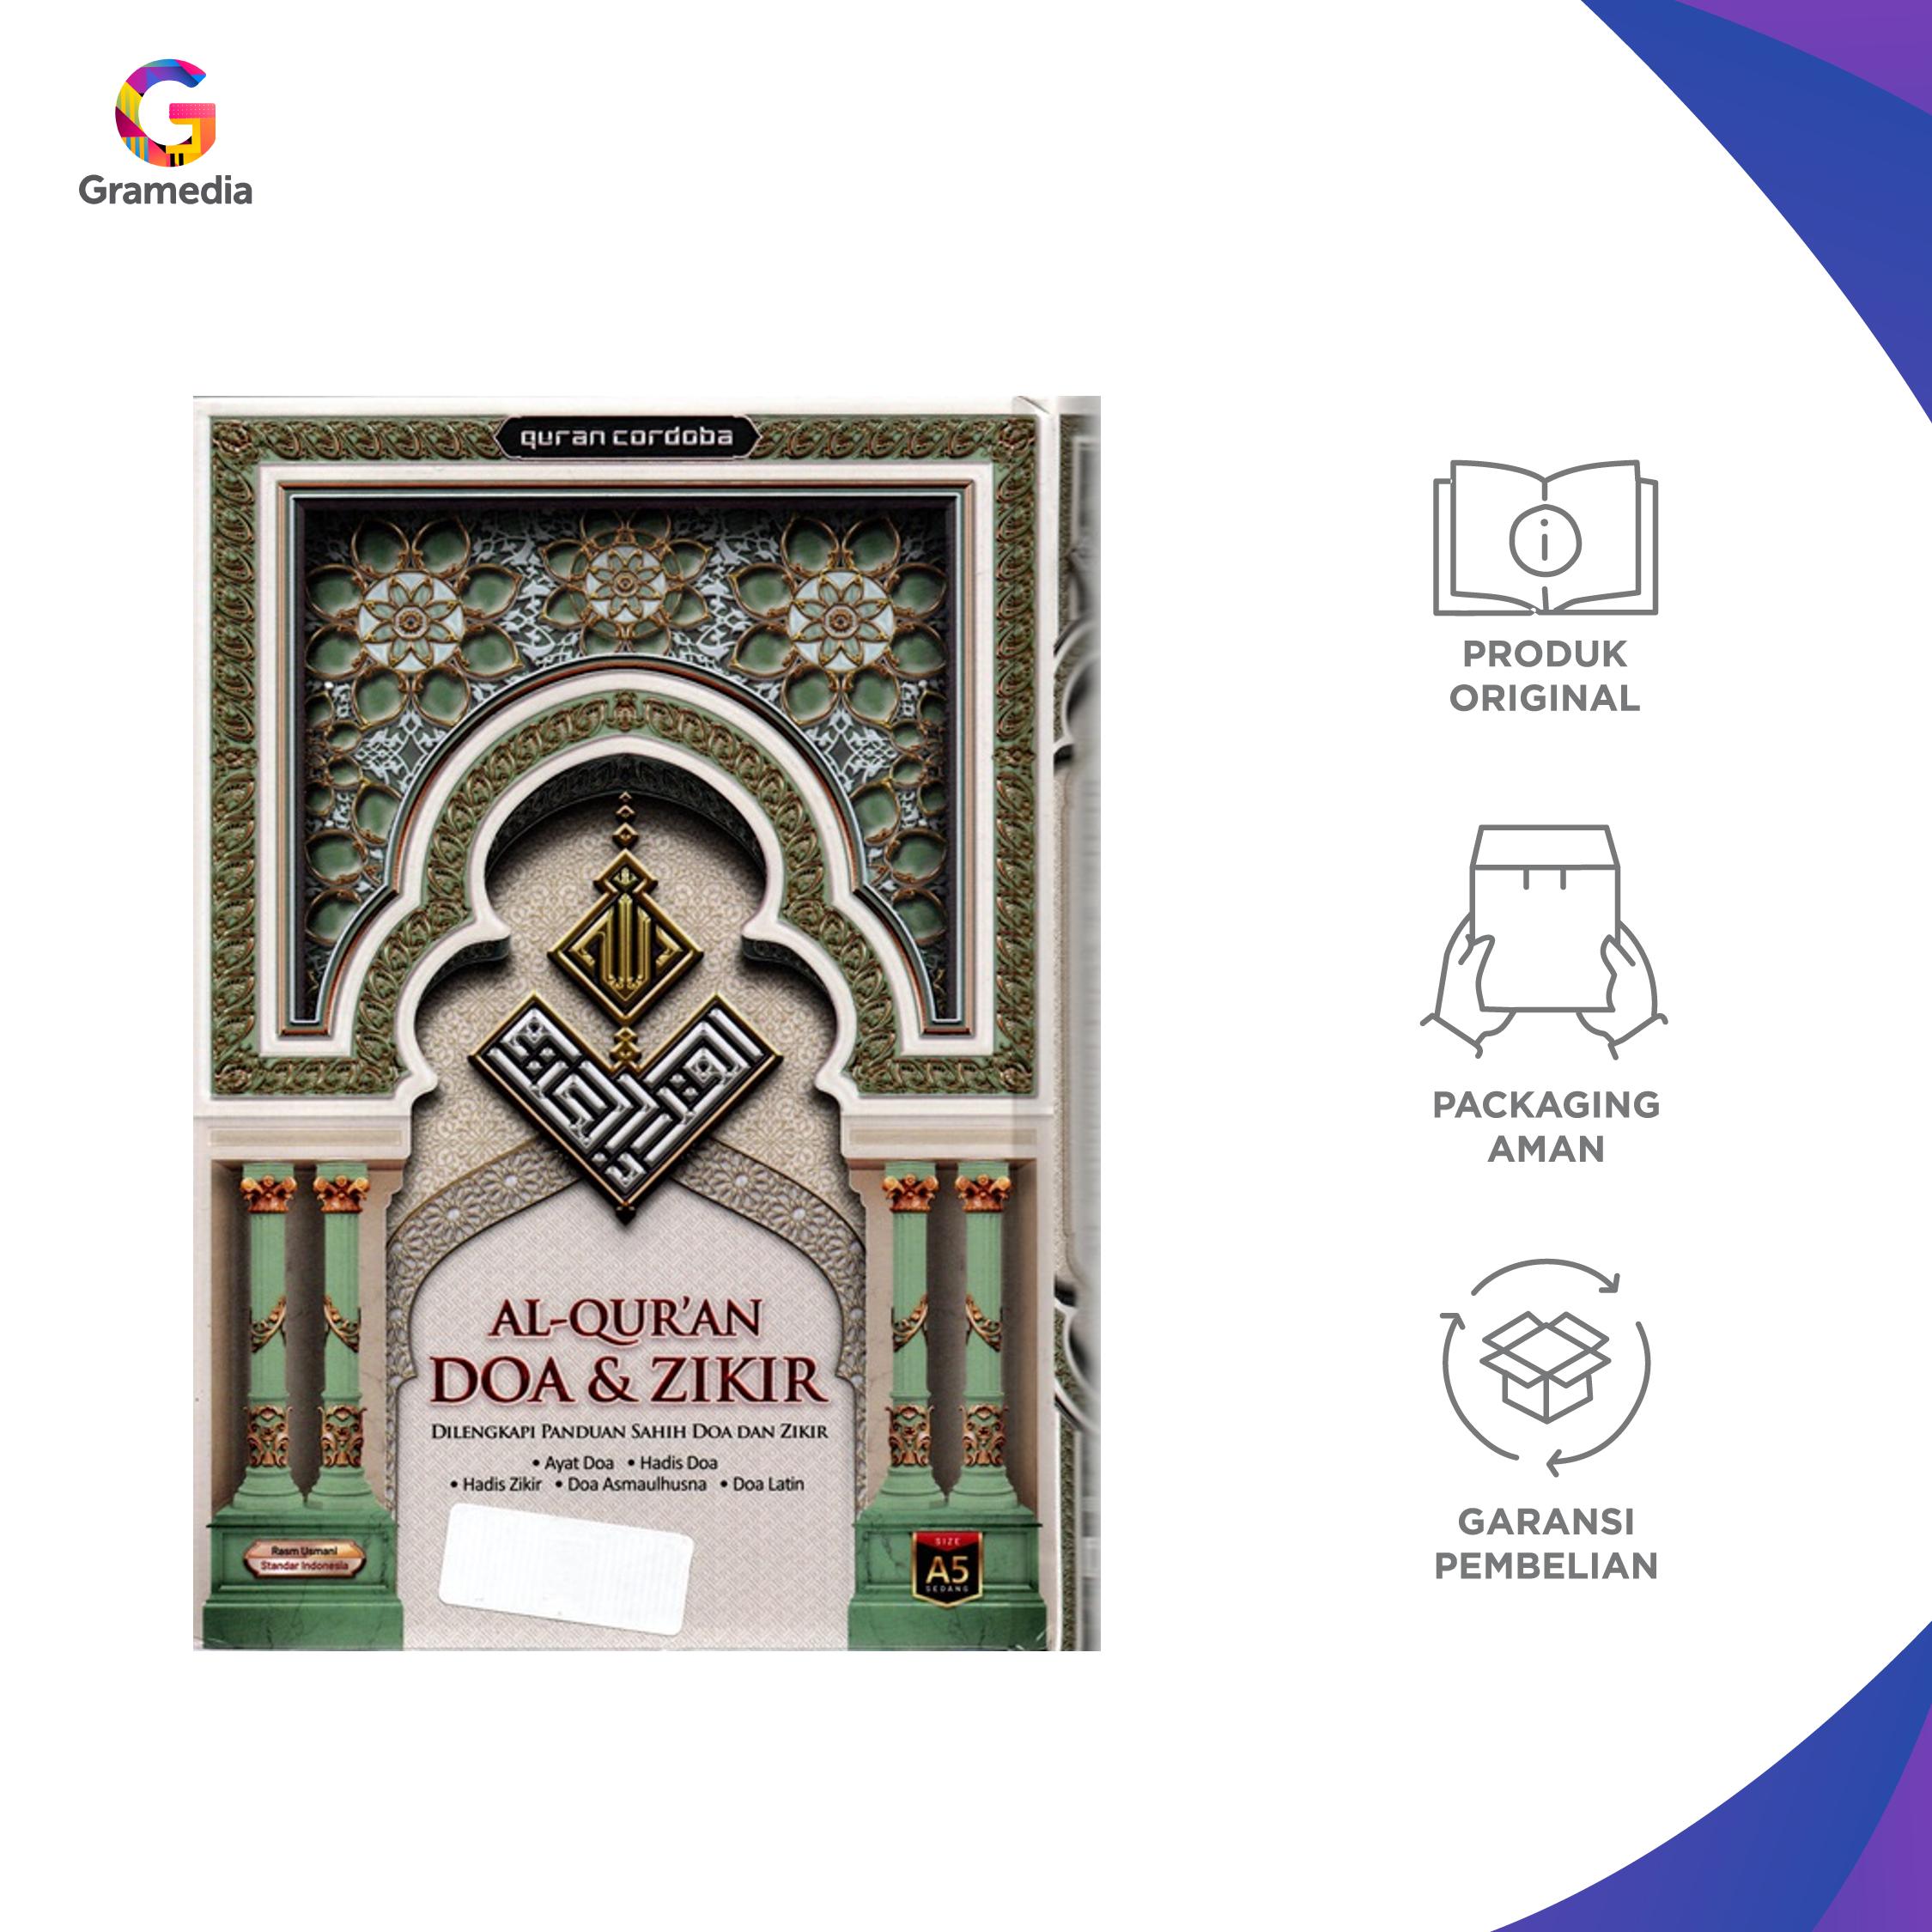 Gramedia
quran cordoba
الله
AL-QUR'AN
DOA & ZIKIR
DILENGKAPI PANDUAN SAHIH DOA DAN ZIKIR
• Ayat Doa • Hadis Doa
• Hadis Zikir • Doa Asmaulhusna • Doa Latin
Rasm Usmani
Standar Indonesia
SIZE
A5
SEDANG
PRODUK
ORIGINAL
PACKAGING
AMAN
GARANSI
PEMBELIAN